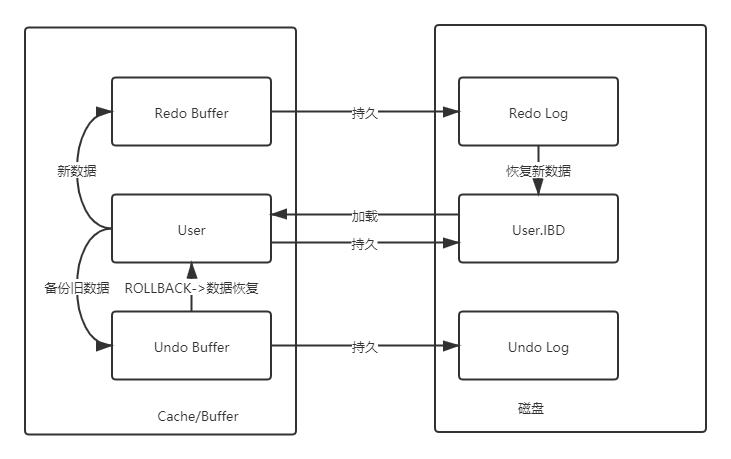 Redo Buffer
持久
Redo Log
新数据
恢复新数据
User
加载
持久
User.IBD
备份旧数据
ROLLBACK->数据恢复
Undo Buffer
持久
Undo Log
Cache/Buffer
磁盘